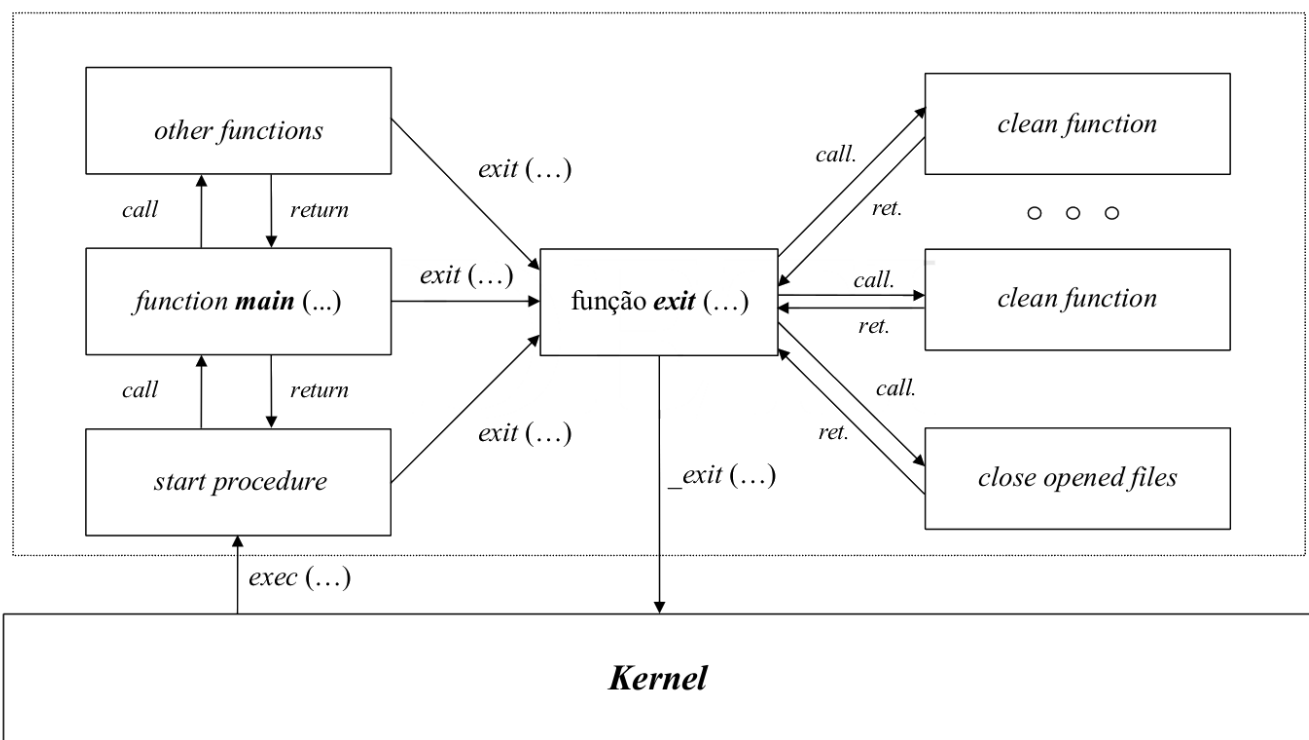 other functions
clean function
exit (…)
call.
call
return
ret.
function main (...)
exit (…)
função exit (…)
call.
ret.
clean function
call
return
call.
exit (…)
ret.
start procedure
_exit (…)
close opened files
exec (…)
Kernel